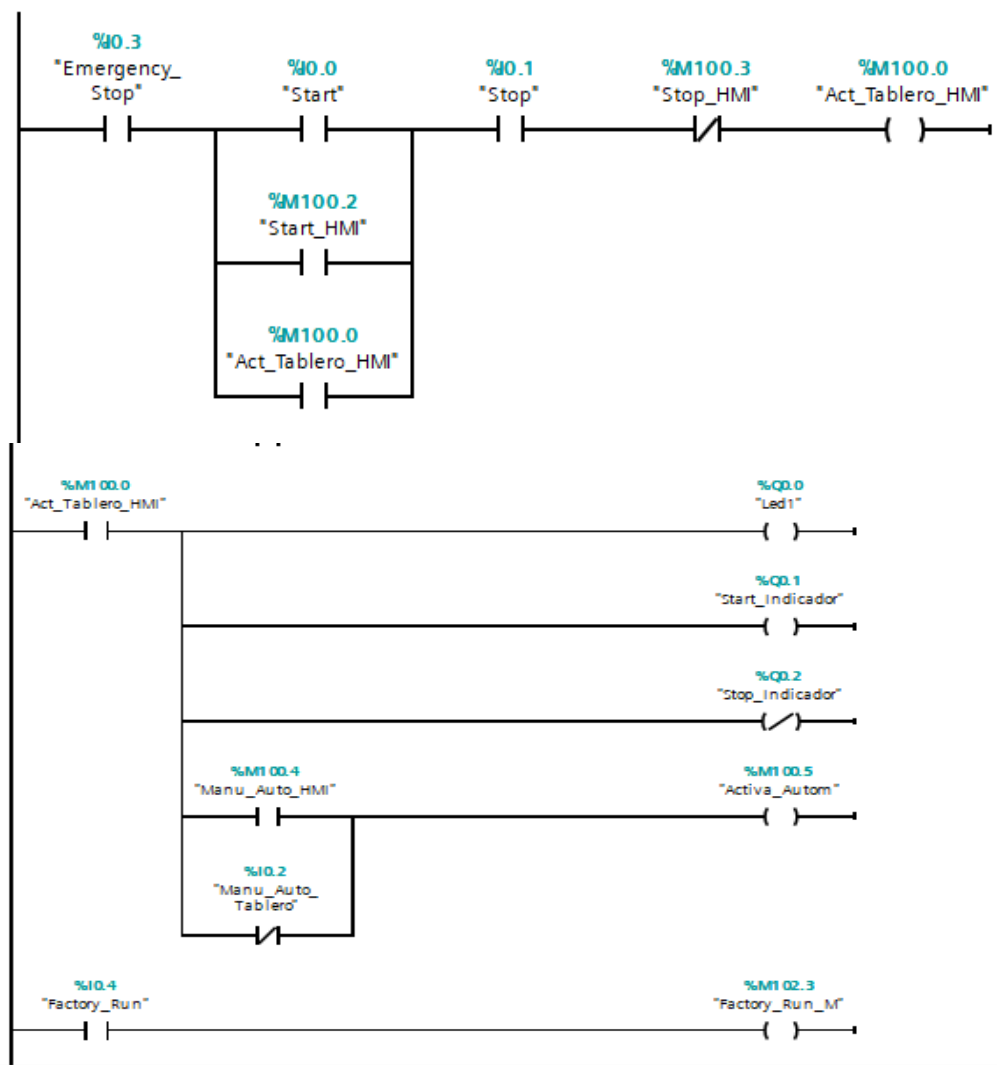 %I0.3
"Emergency_
Stop"
%I0.0
"Start"
%I0.1
"Stop"
%M100.3
"Stop_HMI"
%M100.0
"Act_Tablero_HMI"
%M100.2
"Start_HMI"
%M100.0
"Act_Tablero_HMI"
%M100.0
"Act_Tablero_HMI"
%Q0.0
"Led1"
%Q0.1
"Start_Indicador"
%Q0.2
"Stop_Indicador"
%M100.4
"Manu_Auto_HMI"
%M100.5
"Activa_Autom"
%I0.2
"Manu_Auto_
Tablero"
%I0.4
"Factory_Run"
%M102.3
"Factory_Run_M"